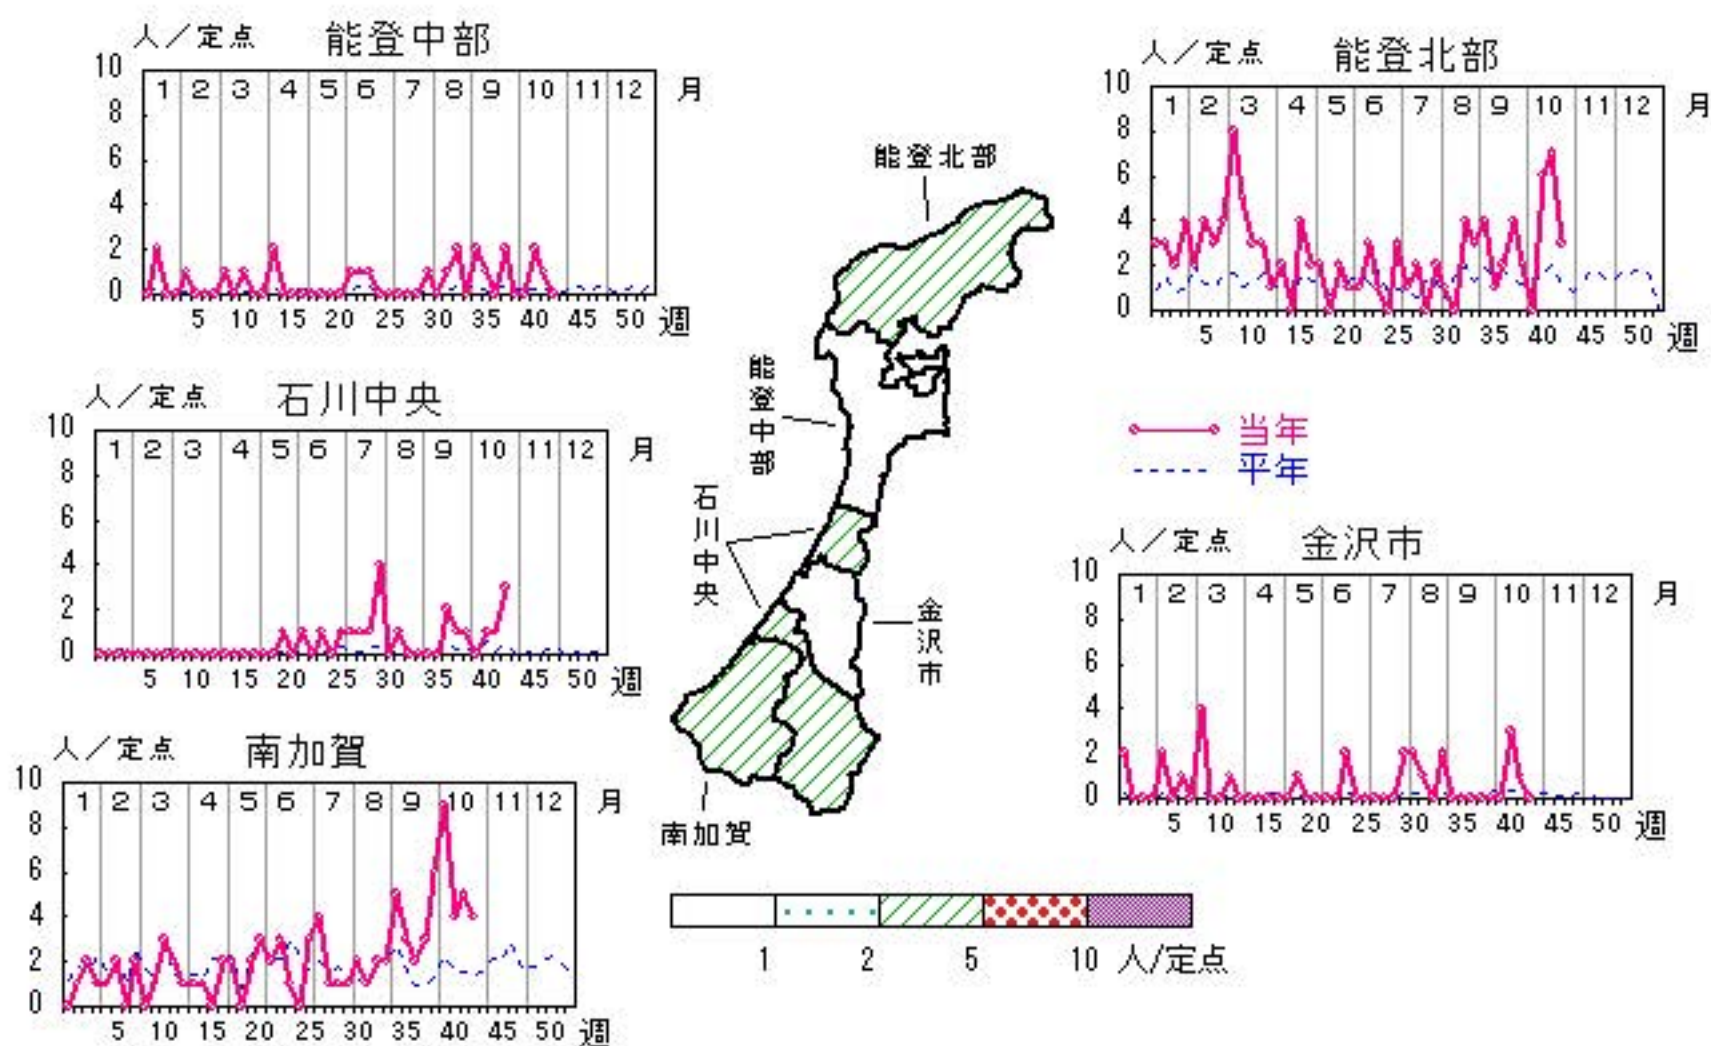 人／定点 能登中部
10 8 6 4 2 0
1 2 3 4 5 6 7 8 9 10 11 12 月
5 10 15 20 25 30 35 40 45 50 週
人／定点 能登北部
10 8 6 4 2 0
1 2 3 4 5 6 7 8 9 10 11 12 月
5 10 15 20 25 30 35 40 45 50 週
能登北部
能登中部
石川中央
金沢市
南加賀
人／定点 石川中央
10 8 6 4 2 0
1 2 3 4 5 6 7 8 9 10 11 12 月
5 10 15 20 25 30 35 40 45 50 週
当年
平年
人／定点 金沢市
10 8 6 4 2 0
1 2 3 4 5 6 7 8 9 10 11 12 月
5 10 15 20 25 30 35 40 45 50 週
人／定点 南加賀
10 8 6 4 2 0
1 2 3 4 5 6 7 8 9 10 11 12 月
5 10 15 20 25 30 35 40 45 50 週
1 2 5 10 人/定点